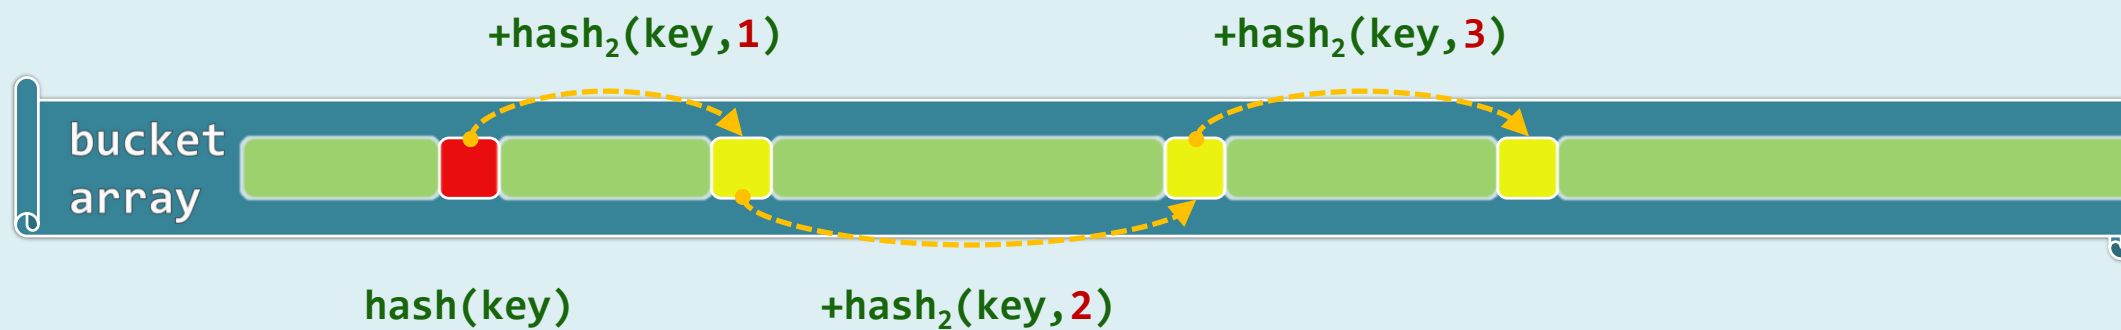 +hash₂(key,1)
+hash₂(key,3)
bucket
array
hash(key)
+hash₂(key,2)